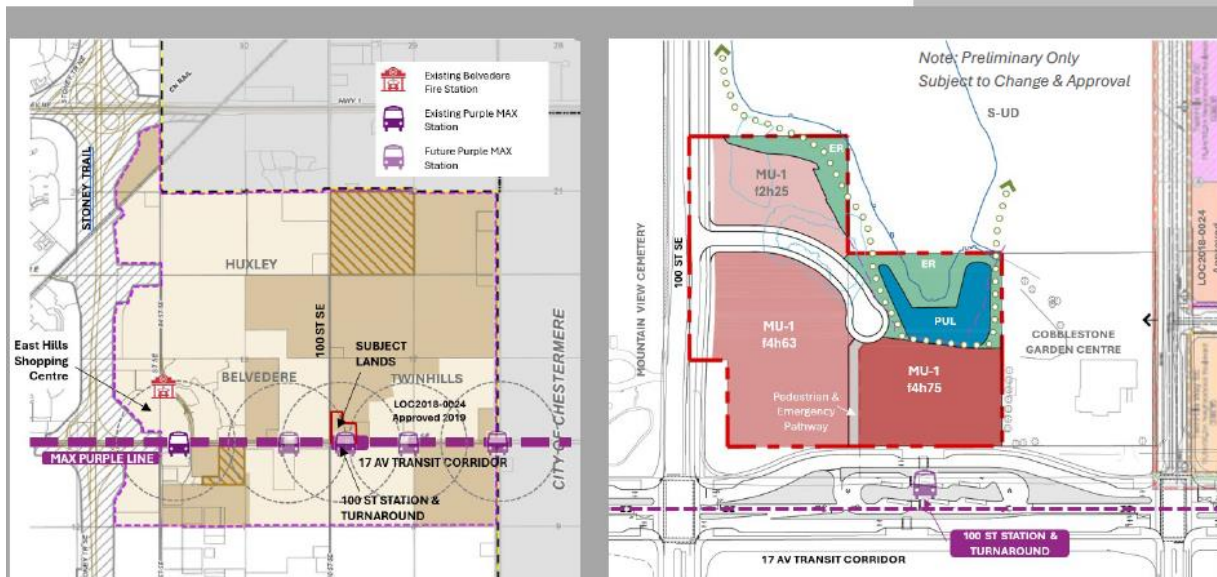 Existing Belvedere
Fire Station
Existing Purple MAX
Station
Future Purple MAX
Station
STONEY TRAIL
CN RAIL
HWY 1
HUXLEY
100 ST SE
East Hills
Shopping
Centre
BELVEDERE
SUBJECT
LANDS
TWINHILLS
LOC2018-0024
Approved 2019
MAX PURPLE LINE
17 AV TRANSIT CORRIDOR
100 ST STATION &
TURNAROUND
CITY OF CHESTERMERE
Note: Preliminary Only
Subject to Change & Approval
S-UD
ER
MU-1
f2h25
MOUNTAIN VIEW CEMETERY
100 ST SE
ER
PUL
MU-1
f4h63
MU-1
f4h75
COBBLESTONE
GARDEN CENTRE
Pedestrian &
Emergency
Pathway
LOC2018-0024
Approved
100 ST STATION &
TURNAROUND
17 AV TRANSIT CORRIDOR